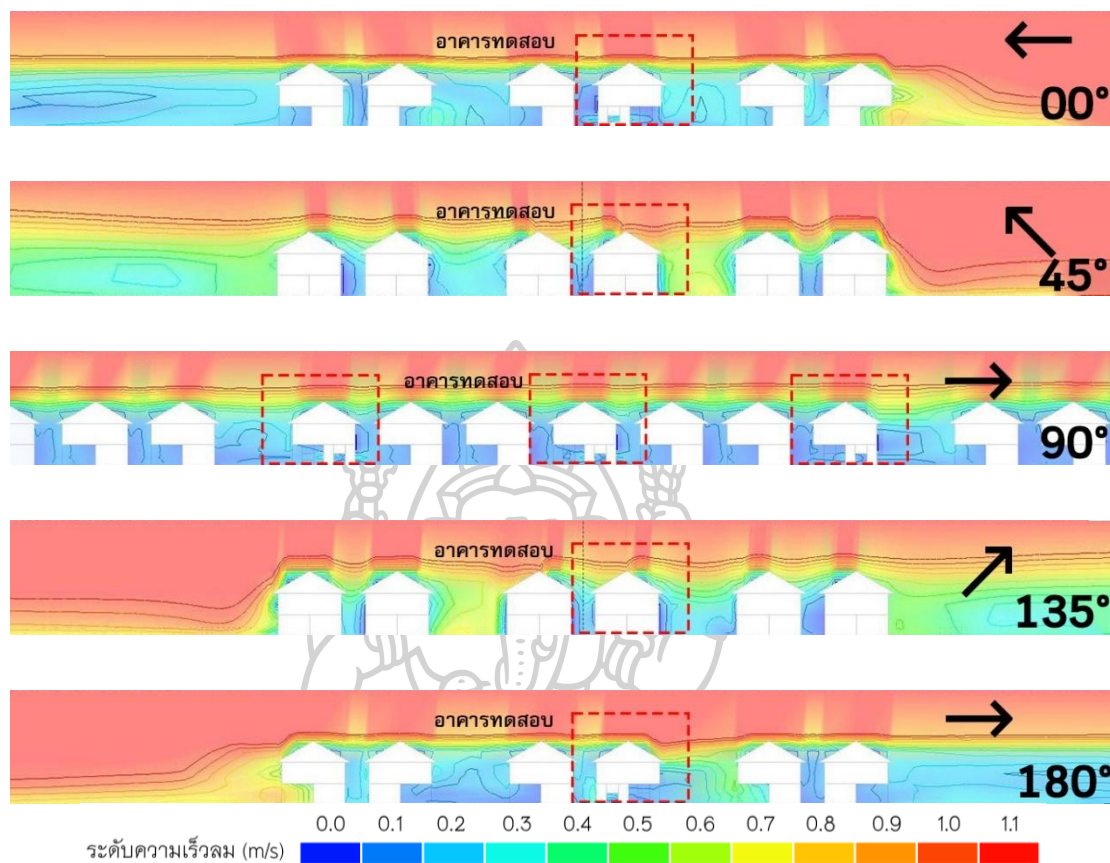 อาคารทดสอบ
00°
อาคารทดสอบ
45°
อาคารทดสอบ
90°
อาคารทดสอบ
135°
อาคารทดสอบ
180°
0.0 0.1 0.2 0.3 0.4 0.5 0.6 0.7 0.8 0.9 1.0 1.1
ระดับความเร็วลม (m/s)